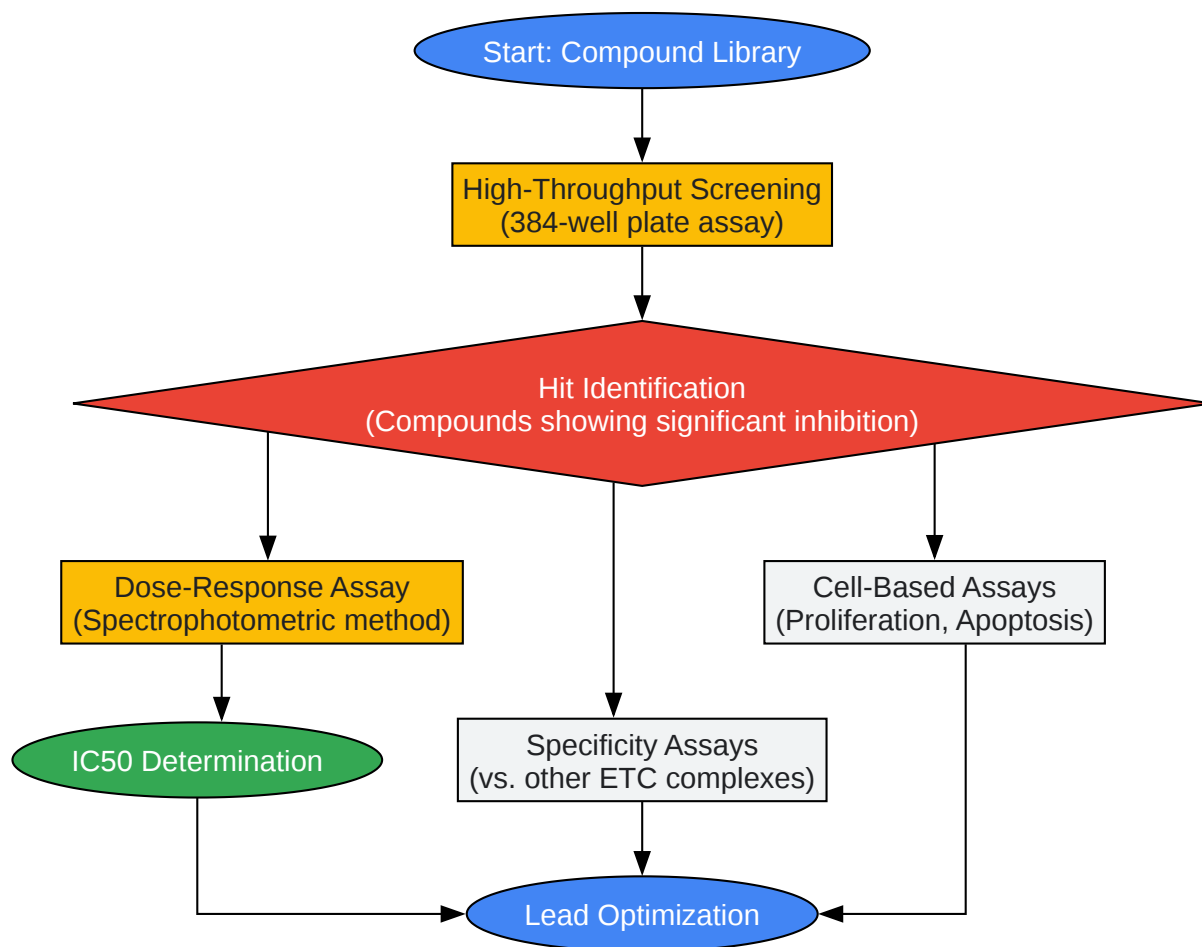 Start: Compound Library
High-Throughput Screening
(384-well plate assay)
Hit Identification
(Compounds showing significant inhibition)
Dose-Response Assay
(Spectrophotometric method)
Cell-Based Assays
(Proliferation, Apoptosis)
IC50 Determination
Specificity Assays
(vs. other ETC complexes)
Lead Optimization